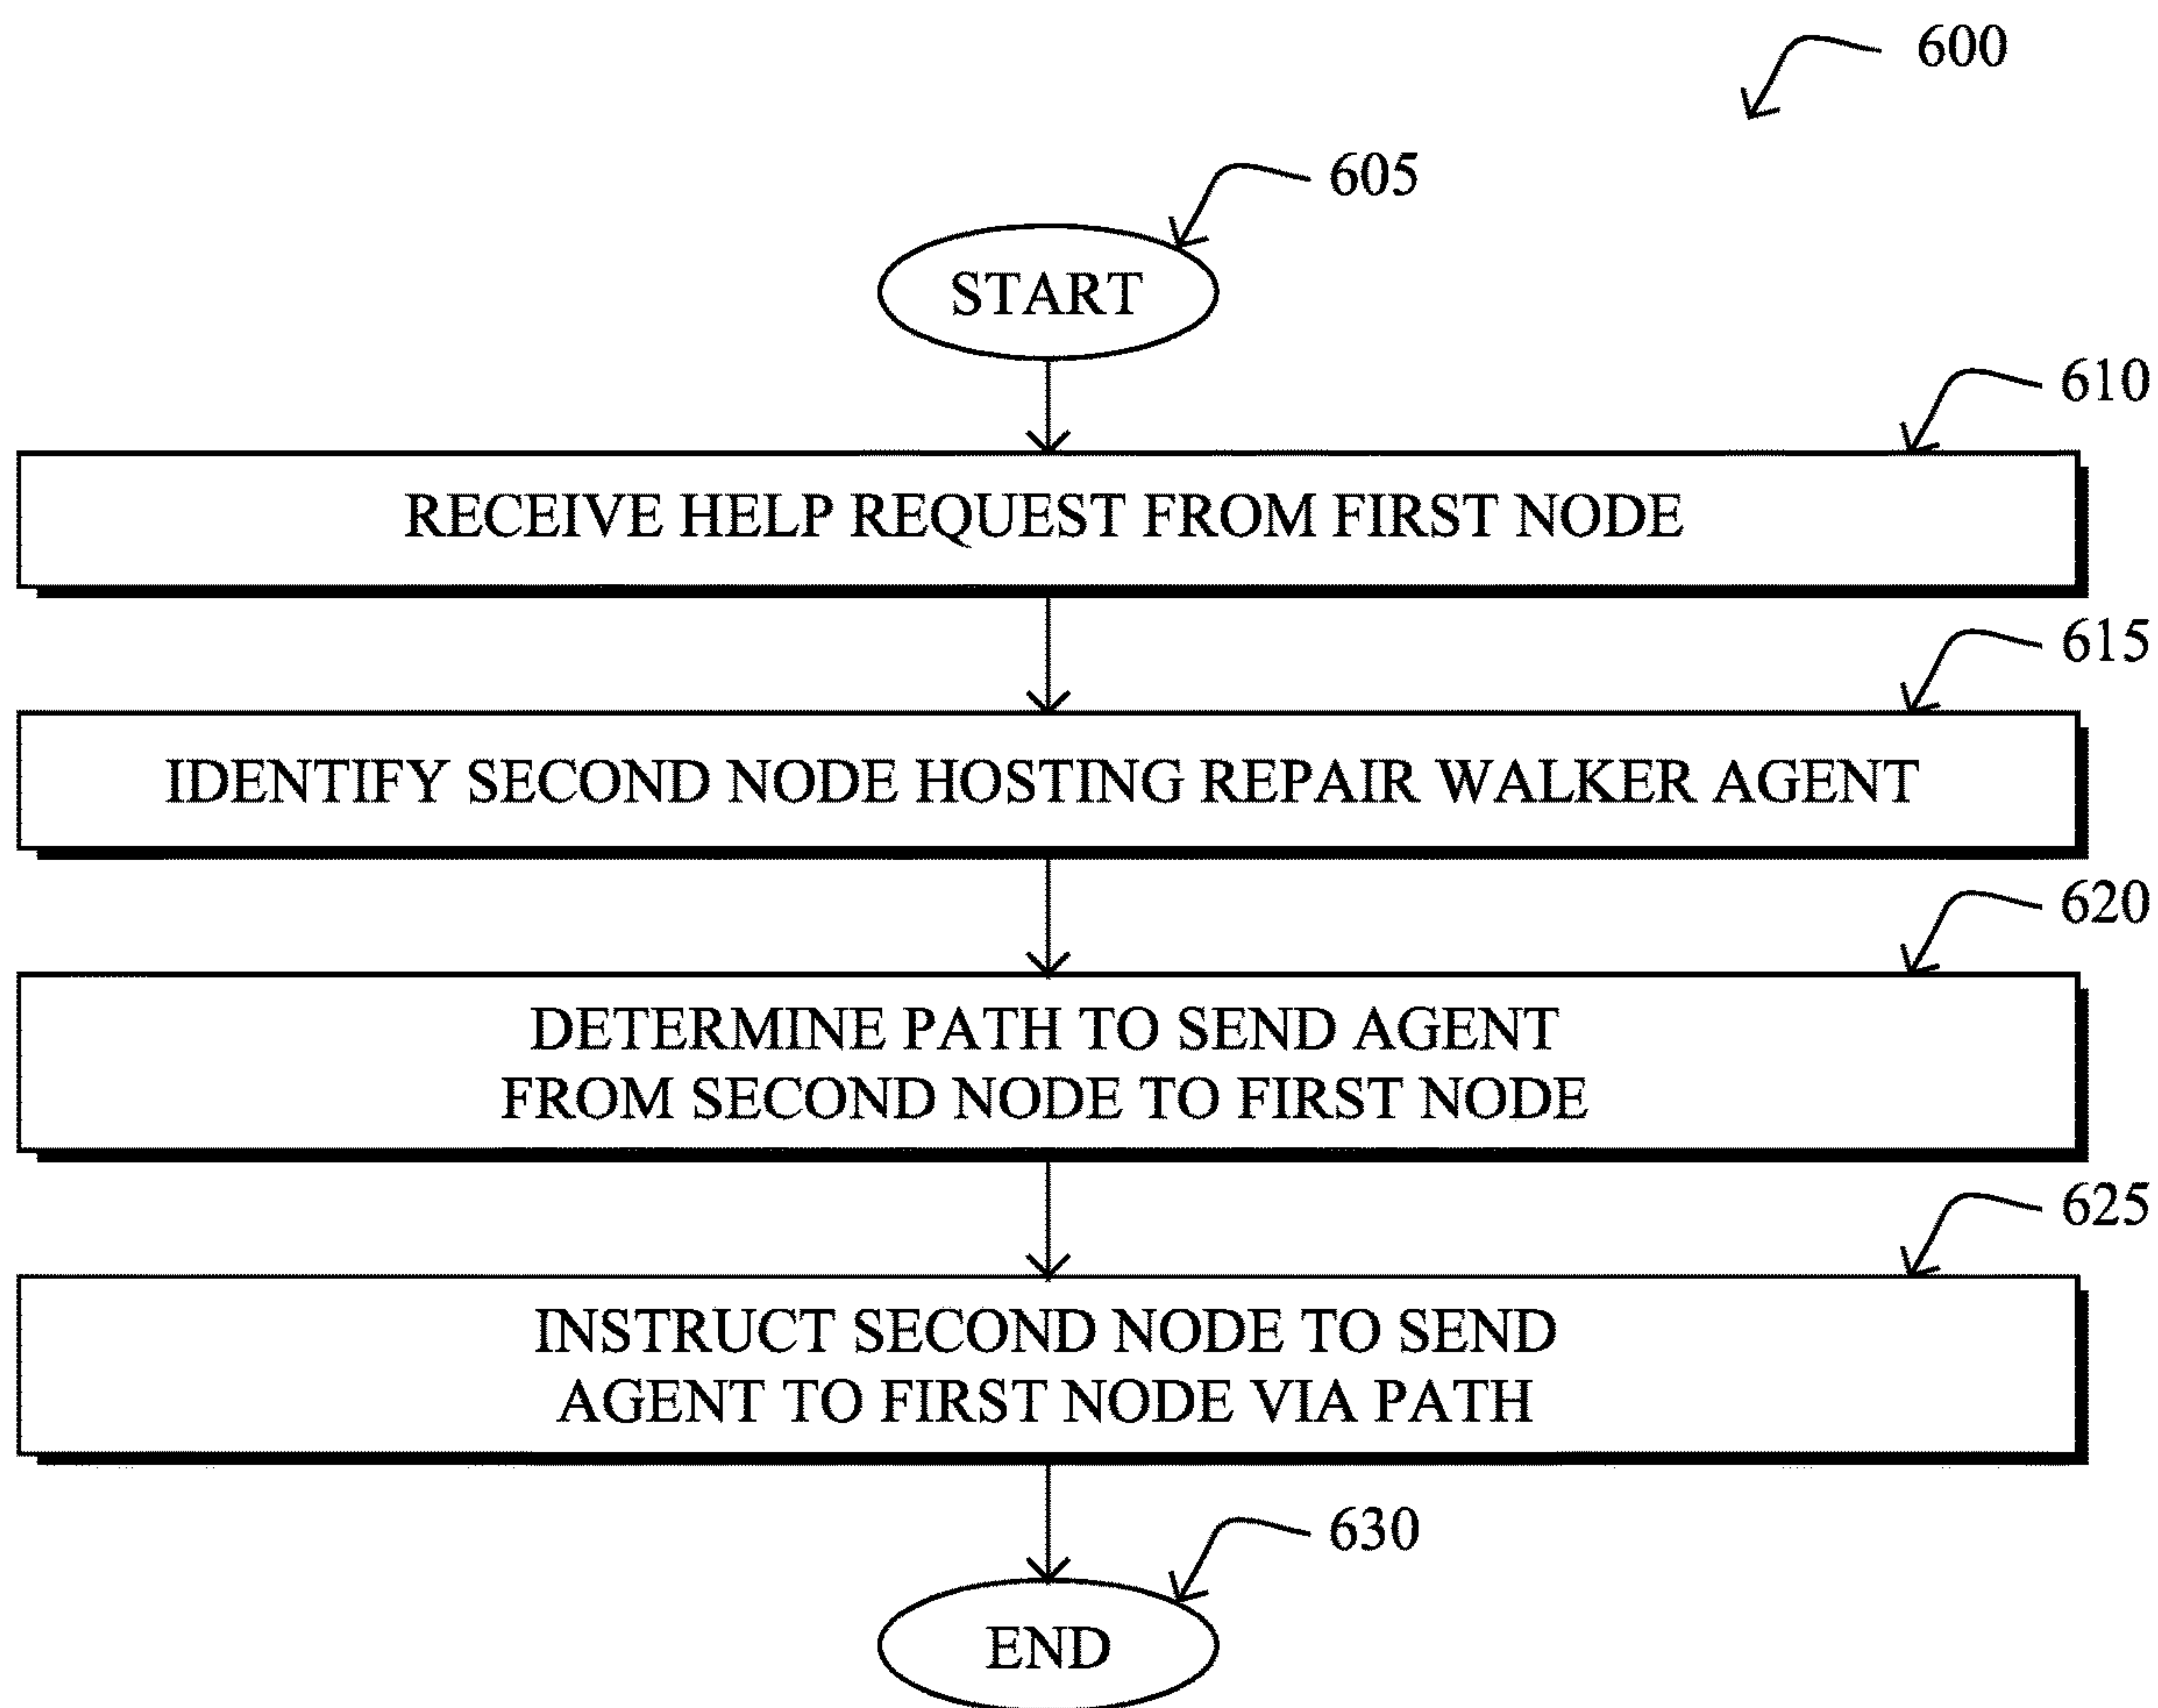 600
605
START
610
RECEIVE HELP REQUEST FROM FIRST NODE
615
IDENTIFY SECOND NODE HOSTING REPAIR WALKER AGENT
620
DETERMINE PATH TO SEND AGENT
FROM SECOND NODE TO FIRST NODE
625
INSTRUCT SECOND NODE TO SEND
AGENT TO FIRST NODE VIA PATH
630
END